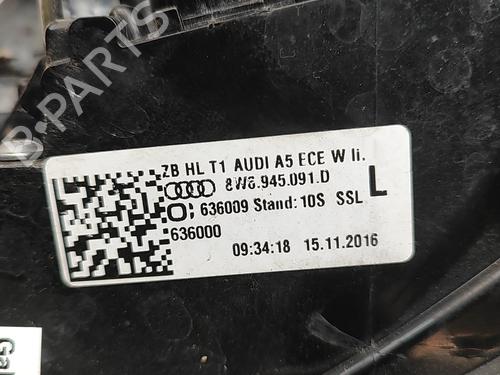 B-PARTS
ZB HL T1 AUDI A5 ECE W li.
8W6.945.091.D
L
636009 Stand: 10S SSL
636000
09:34:18 15.11.2016